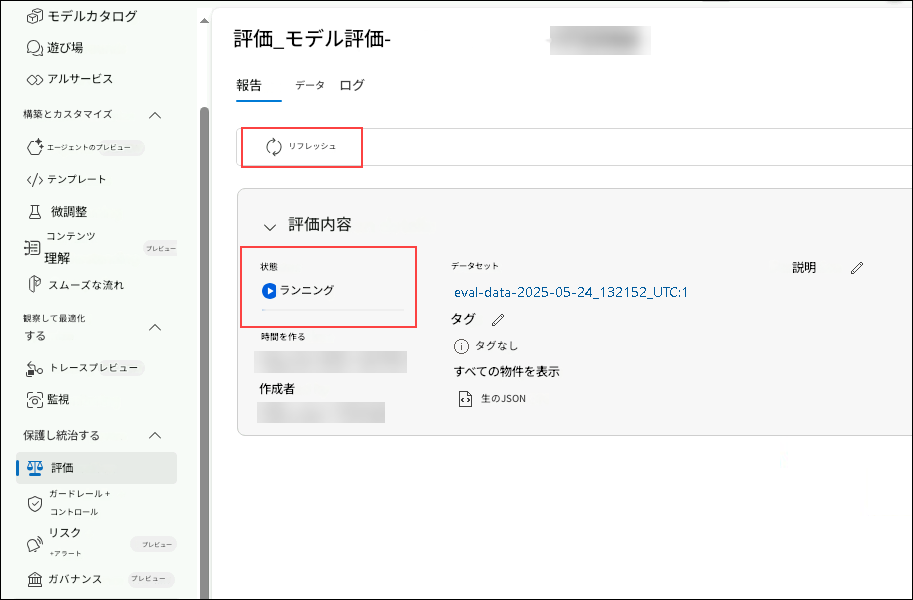 モデルカタログ
遊び場
アルサービス
構築とカスタマイズ
エージェントのプレビュー
テンプレート
微調整
コンテンツ
理解
プレビュー
スムーズな流れ
観察して最適化
する
トレースプレビュー
監視
保護し統治する
評価
ガードレール +
コントロール
リスク
+アラート
プレビュー
ガバナンス
プレビュー
評価_モデル評価-
報告
データ
ログ
リフレッシュ
評価内容
状態
ランニング
時間を作る
作成者
データセット
eval-data-2025-05-24_132152_UTC:1
タグ
タグなし
すべての物件を表示
生のJSON
説明